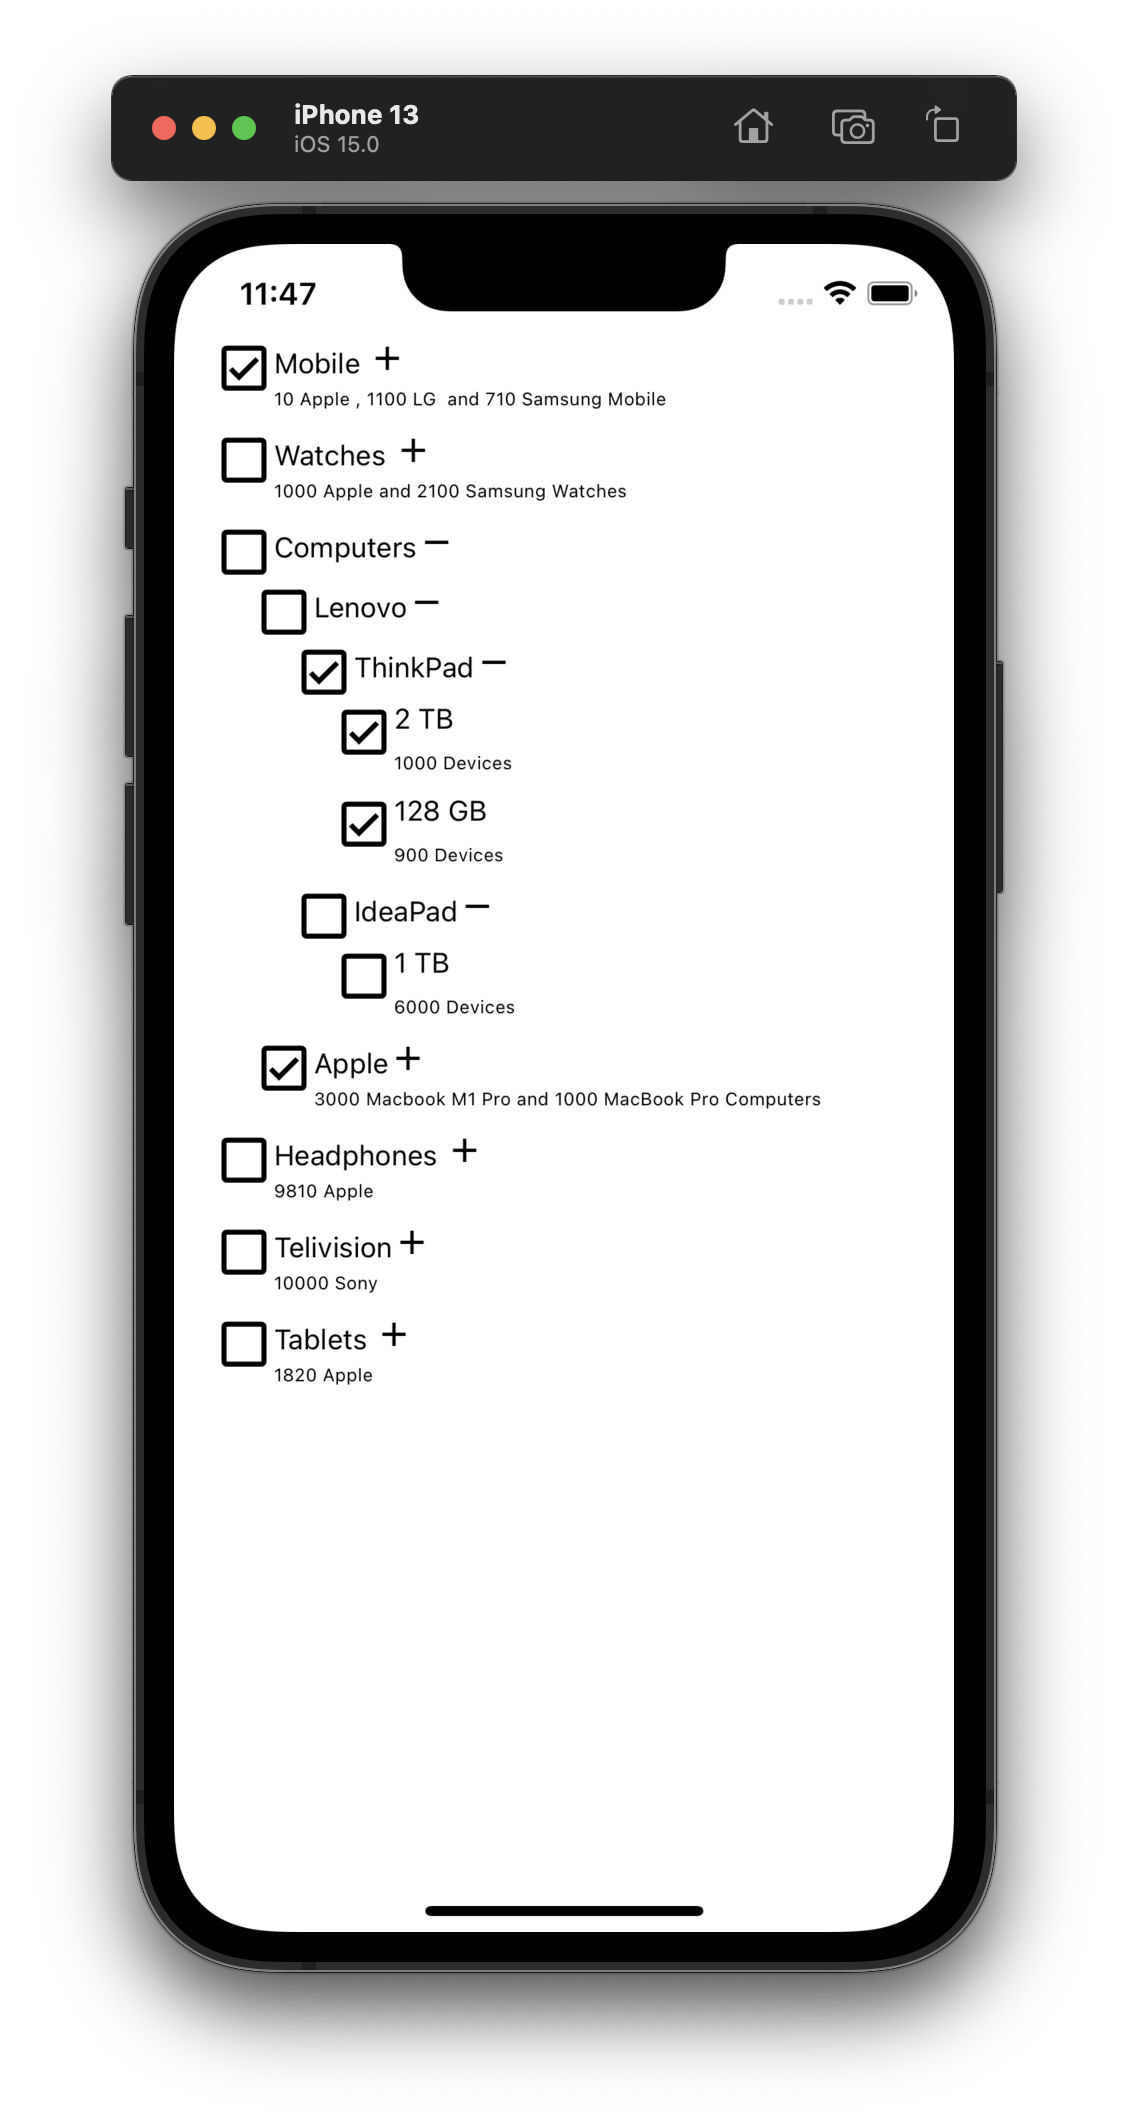 iPhone 13
iOS 15.0
11:47
Mobile +
10 Apple , 1100 LG  and 710 Samsung Mobile
Watches +
1000 Apple and 2100 Samsung Watches
Computers −
Lenovo −
ThinkPad −
2 TB
1000 Devices
128 GB
900 Devices
IdeaPad −
1 TB
6000 Devices
Apple +
3000 Macbook M1 Pro and 1000 MacBook Pro Computers
Headphones +
9810 Apple
Telivision +
10000 Sony
Tablets +
1820 Apple